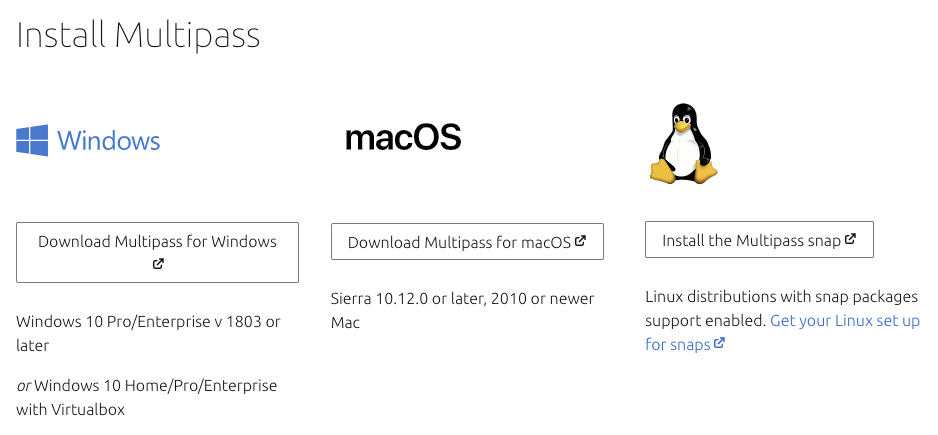 Install Multipass
Windows
macOS
Download Multipass for Windows
Download Multipass for macOS
Install the Multipass snap
Windows 10 Pro/Enterprise v 1803 or
later
or Windows 10 Home/Pro/Enterprise
with Virtualbox
Sierra 10.12.0 or later, 2010 or newer
Mac
Linux distributions with snap packages
support enabled. Get your Linux set up
for snaps